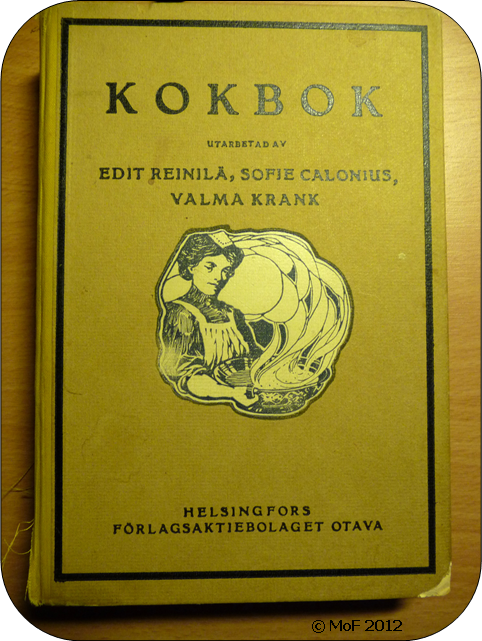 KOKBOK
UTARBETAD AV
EDIT REINILÄ, SOFIE CALONIUS,
VALMA KRANK
HELSINGFORS
FÖRLAGSAKTIEBOLAGET OTAVA
© MoF 2012